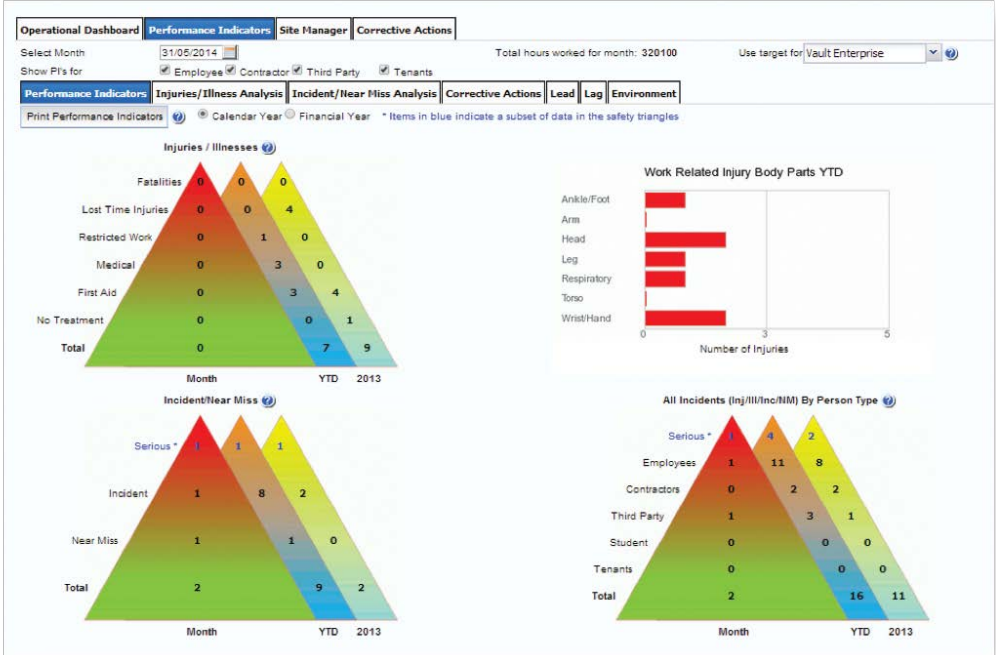 Operational Dashboard Performance Indicators Site Manager Corrective Actions
Select Month 31/05/2014 Total hours worked for month: 320100 Use target for Vault Enterprise
Show PI's for Employee Contractor Third Party Tenants
Performance Indicators Injuries/Illness Analysis Incident/Near Miss Analysis Corrective Actions Lead Lag Environment
Print Performance Indicators Calendar Year Financial Year * Items in blue indicate a subset of data in the safety triangles
Injuries / Illnesses
Fatalities 0 0 0
Lost Time Injuries 0 0 4
Restricted Work 0 1 0
Medical 0 3 0
First Aid 0 3 4
No Treatment 0 0 1
Total 0 7 9
Month YTD 2013
Work Related Injury Body Parts YTD
Ankle/Foot
Arm
Head
Leg
Respiratory
Torso
Wrist/Hand
0 3 5
Number of Injuries
Incident/Near Miss
Serious * 1 1 1
Incident 1 8 2
Near Miss 1 1 0
Total 2 9 2
Month YTD 2013
All Incidents (Inj/Ill/Inc/NM) By Person Type
Serious * 1 4 2
Employees 1 11 8
Contractors 0 2 2
Third Party 1 3 1
Student 0 0 0
Tenants 0 0 0
Total 2 16 11
Month YTD 2013